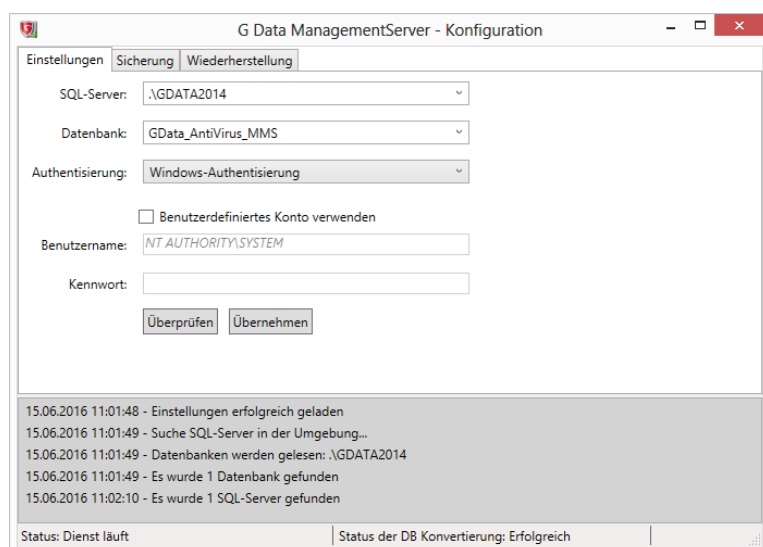 G Data ManagementServer - Konfiguration
Einstellungen Sicherung Wiederherstellung
SQL-Server: .\GDATA2014
Datenbank: GData_AntiVirus_MMS
Authentisierung: Windows-Authentisierung
Benutzerdefiniertes Konto verwenden
Benutzername: NT AUTHORITY\SYSTEM
Kennwort:
Überprüfen Übernehmen
15.06.2016 11:01:48 - Einstellungen erfolgreich geladen
15.06.2016 11:01:49 - Suche SQL-Server in der Umgebung...
15.06.2016 11:01:49 - Datenbanken werden gelesen: .\GDATA2014
15.06.2016 11:01:49 - Es wurde 1 Datenbank gefunden
15.06.2016 11:02:10 - Es wurde 1 SQL-Server gefunden
Status: Dienst läuft Status der DB Konvertierung: Erfolgreich